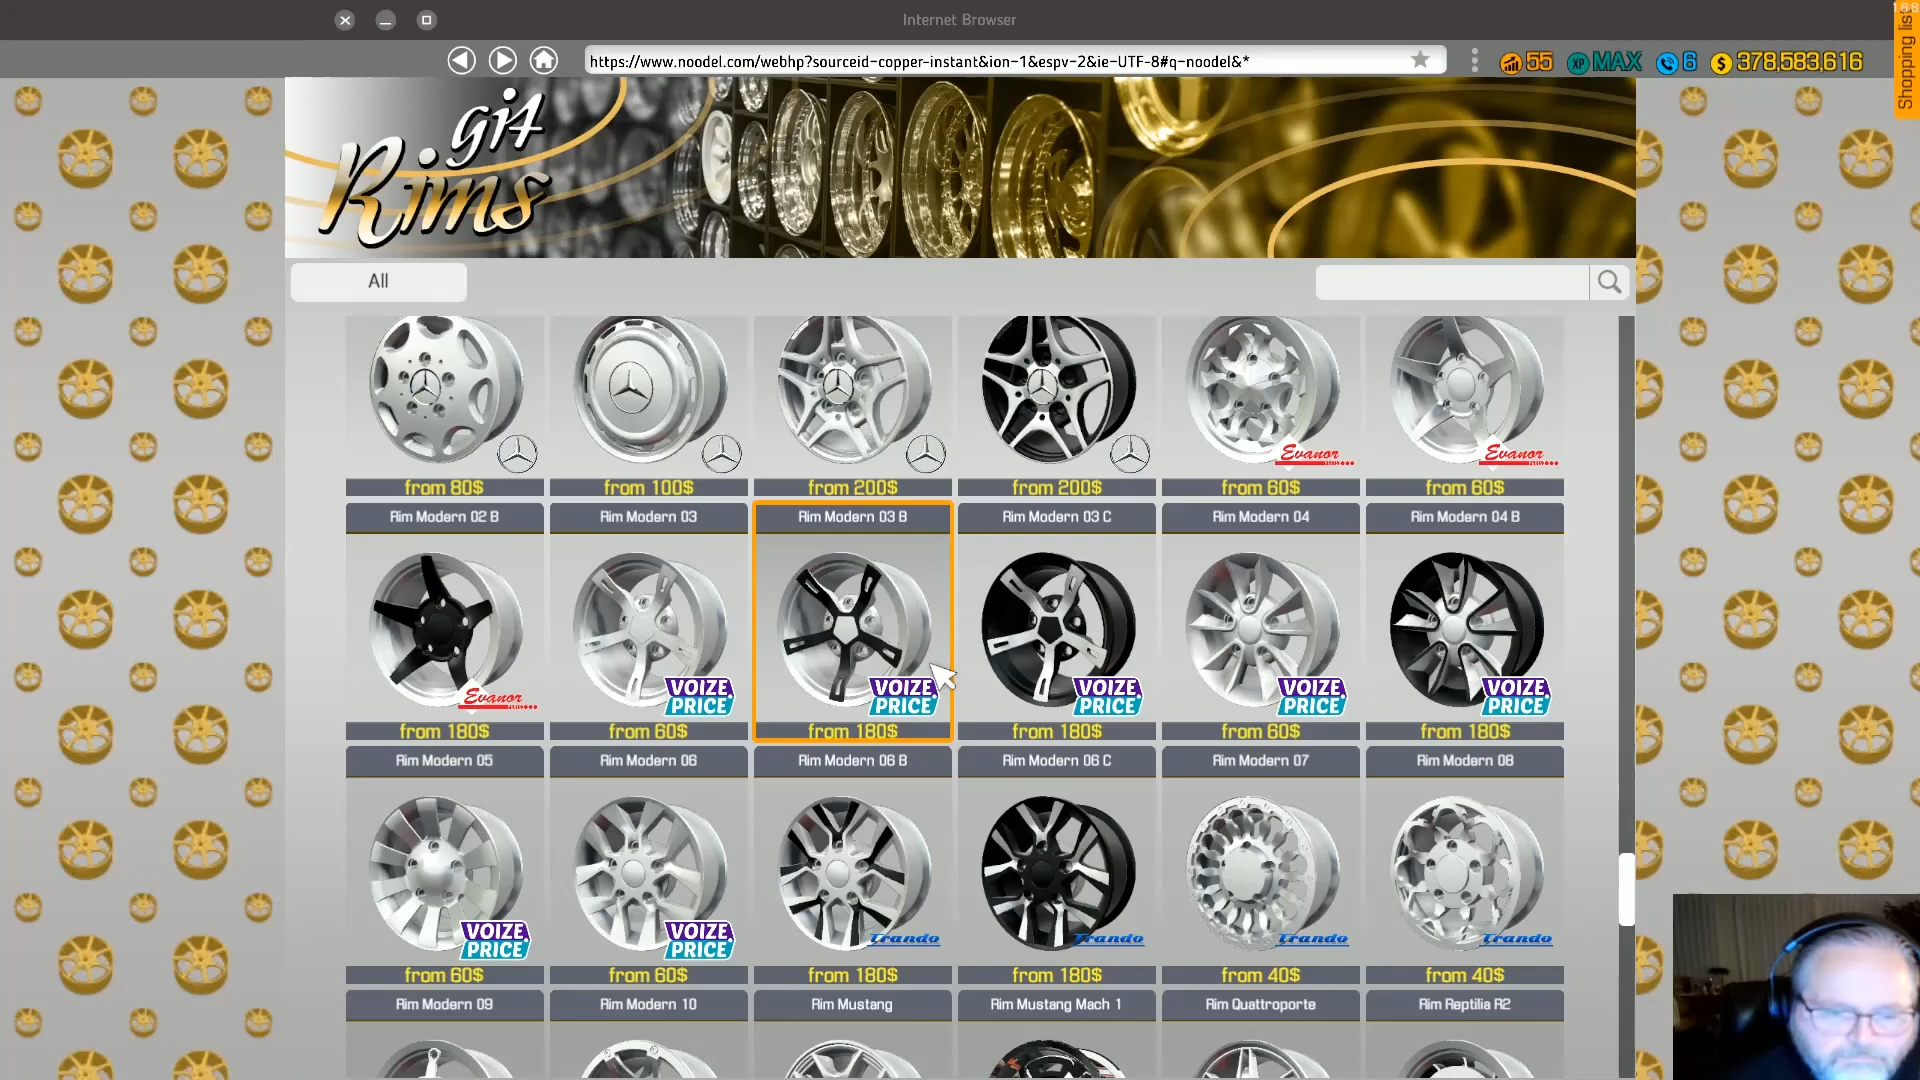 Internet Browser
https://www.noodel.com/webhp?sourceid-copper-instant&ion-1&espv-2&ie-UTF-8#q-noodel&*
55
XP MAX
6
$ 378,583,616
Shopping list
git
Rims
All
from 80$ from 100$ from 200$ from 200$ Evanor from 60$ Evanor from 60$
Rim Modern 02 B Rim Modern 03 Rim Modern 03 B Rim Modern 03 C Rim Modern 04 Rim Modern 04 B
Evanor VOIZE PRICE VOIZE PRICE VOIZE PRICE VOIZE PRICE VOIZE PRICE
from 180$ from 60$ from 180$ from 180$ from 60$ from 180$
Rim Modern 05 Rim Modern 06 Rim Modern 06 B Rim Modern 06 C Rim Modern 07 Rim Modern 08
VOIZE PRICE VOIZE PRICE Trando Trando Trando Trando
from 60$ from 60$ from 180$ from 180$ from 40$ from 40$
Rim Modern 09 Rim Modern 10 Rim Mustang Rim Mustang Mach 1 Rim Quattroporte Rim Reptilia R2